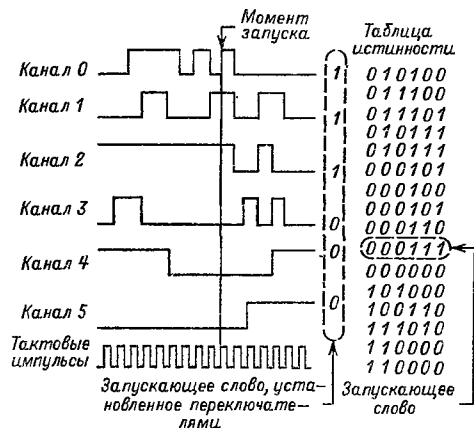 Момент
запуска
Таблица
истинности
Канал 0
Канал 1
Канал 2
Канал 3
Канал 4
Канал 5
Тактовые
импульсы
1
1
1
0
0
0
010100
011100
011101
010111
000101
000100
000101
000110
000111
000000
101000
100110
111010
110000
110000
Запускающее слово, уста-
новленное переключате-
лями
Запускающее
слово